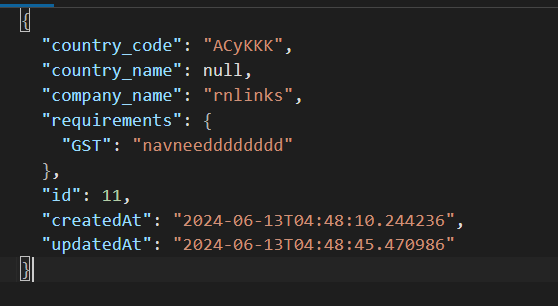 {
"country_code": "ACyKKK",
"country_name": null,
"company_name": "rnlinks",
"requirements": {
"GST": "navneedddddddd"
},
"id": 11,
"createdAt": "2024-06-13T04:48:10.244236",
"updatedAt": "2024-06-13T04:48:45.470986"
}